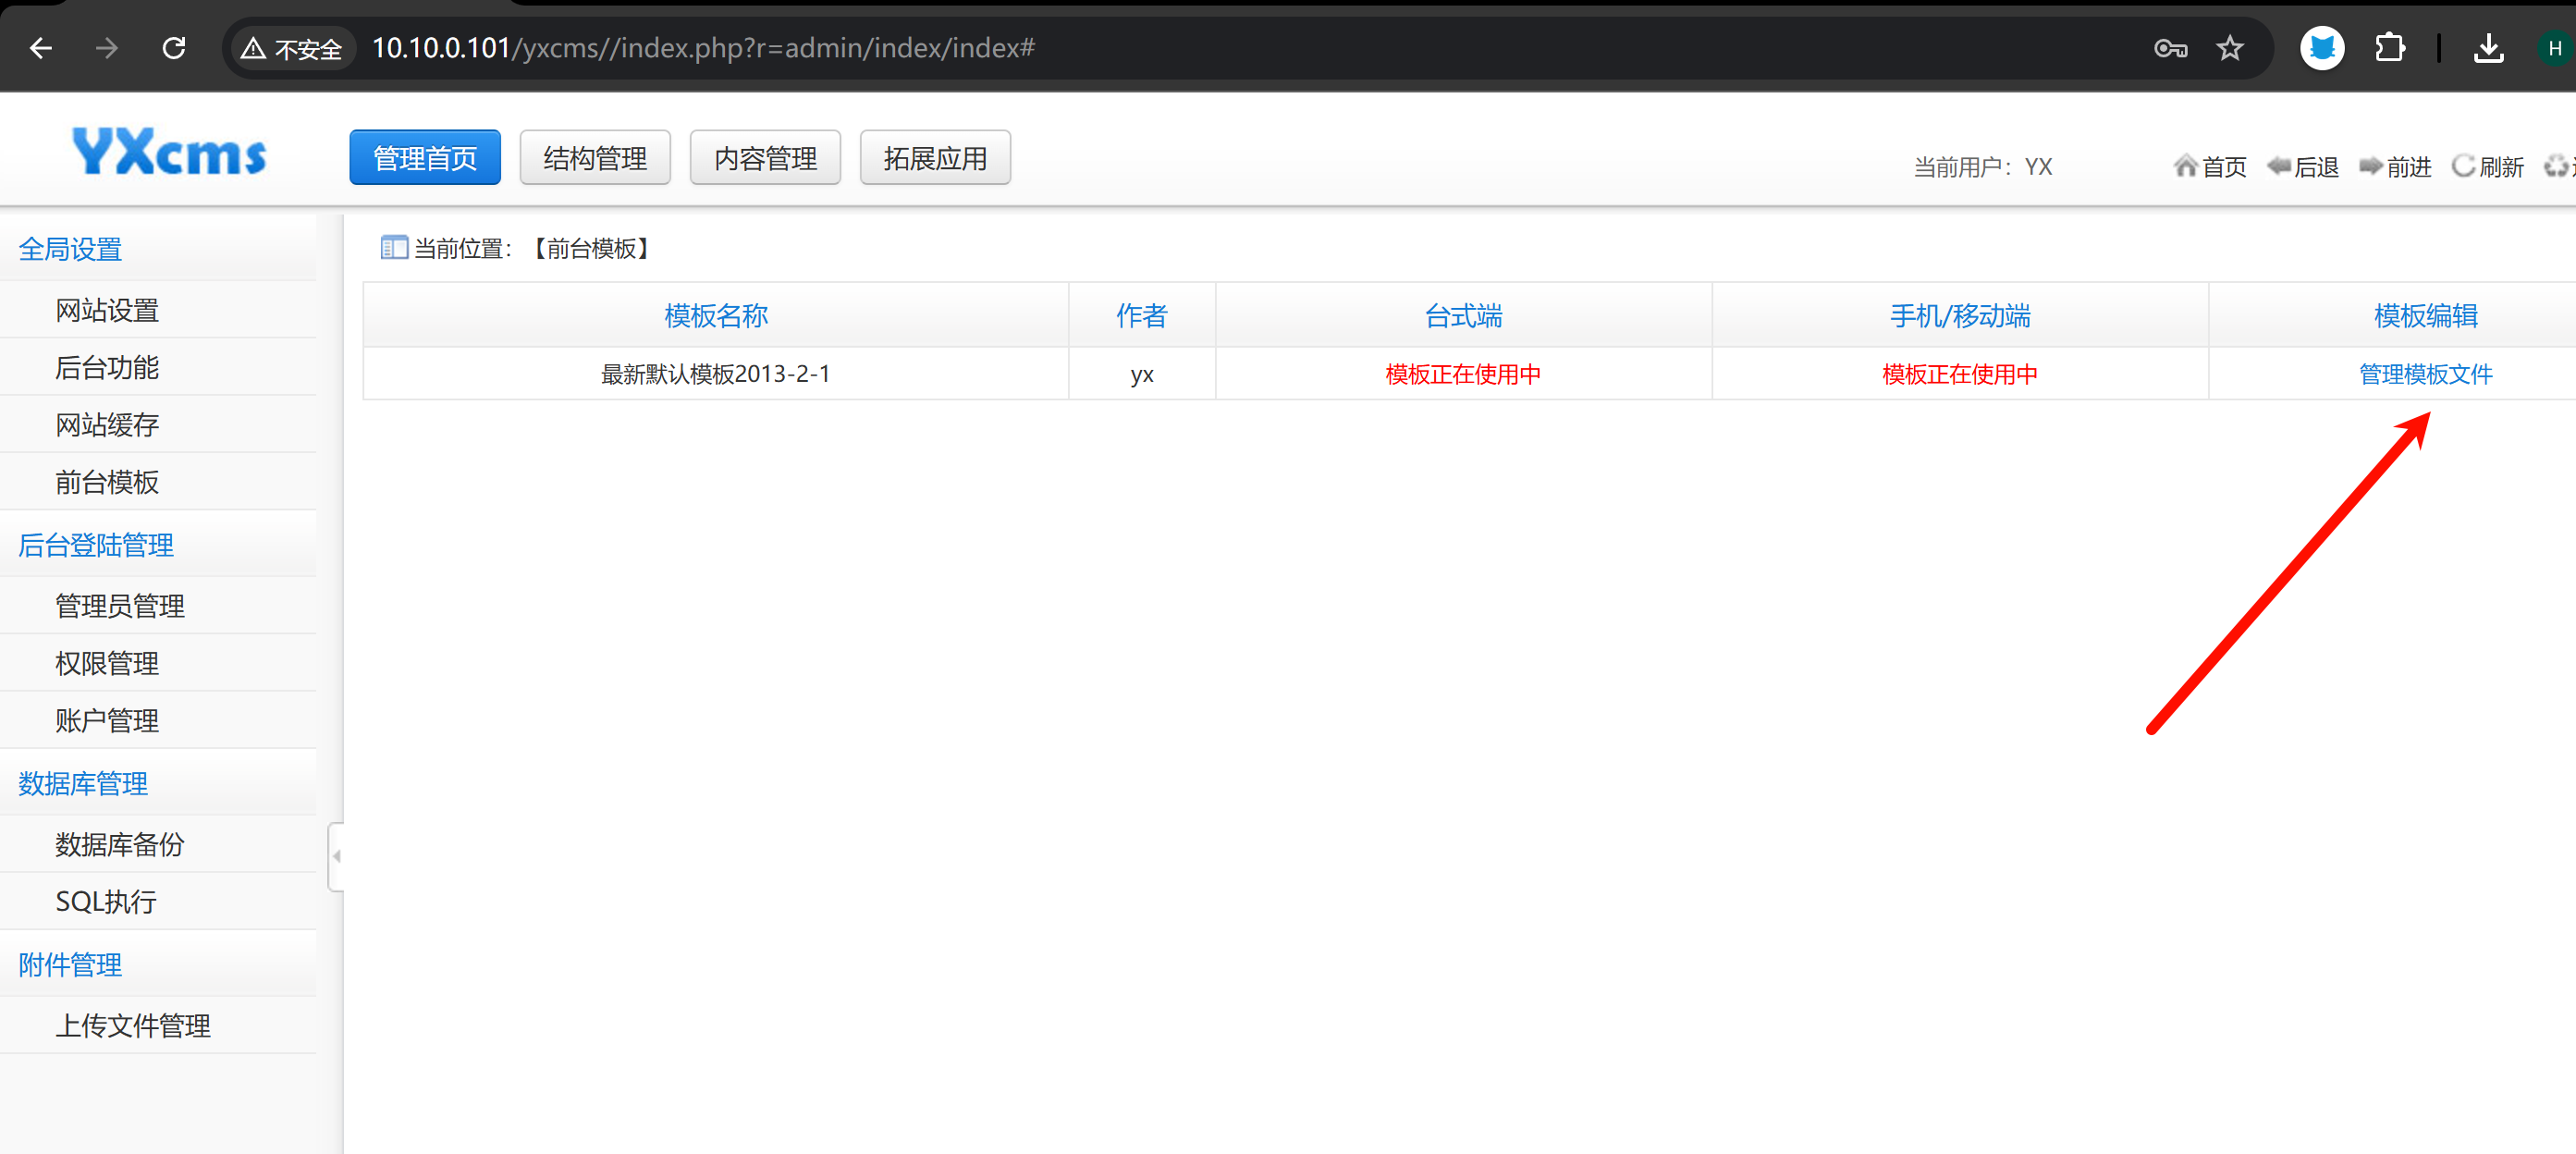 不安全 10.10.0.101/yxcms//index.php?r=admin/index/index#
H
YXcms
管理首页 结构管理 内容管理 拓展应用
当前用户：YX 首页 后退 前进 刷新
全局设置
网站设置
后台功能
网站缓存
前台模板
后台登陆管理
管理员管理
权限管理
账户管理
数据库管理
数据库备份
SQL执行
附件管理
上传文件管理
当前位置：【前台模板】
模板名称 作者 台式端 手机/移动端 模板编辑
最新默认模板2013-2-1 yx 模板正在使用中 模板正在使用中 管理模板文件